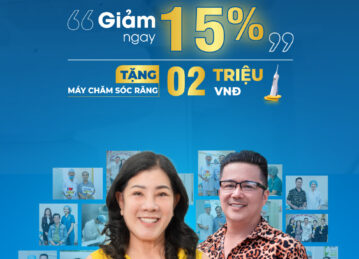 “ Giảm
ngay
15% ”
TẶNG
MÁY CHĂM SÓC RĂNG
02 TRIỆU
VNĐ